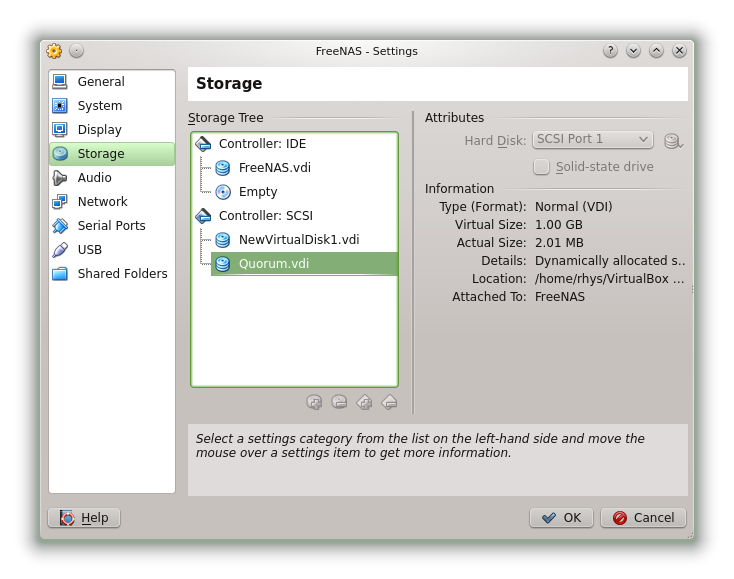 FreeNAS - Settings
General
System
Display
Storage
Audio
Network
Serial Ports
USB
Shared Folders
Storage
Storage Tree
Controller: IDE
FreeNAS.vdi
Empty
Controller: SCSI
NewVirtualDisk1.vdi
Quorum.vdi
Attributes
Hard Disk: SCSI Port 1
Solid-state drive
Information
Type (Format): Normal (VDI)
Virtual Size: 1.00 GB
Actual Size: 2.01 MB
Details: Dynamically allocated s..
Location: /home/rhys/VirtualBox ...
Attached To: FreeNAS
Select a settings category from the list on the left-hand side and move the
mouse over a settings item to get more information.
Help
OK
Cancel